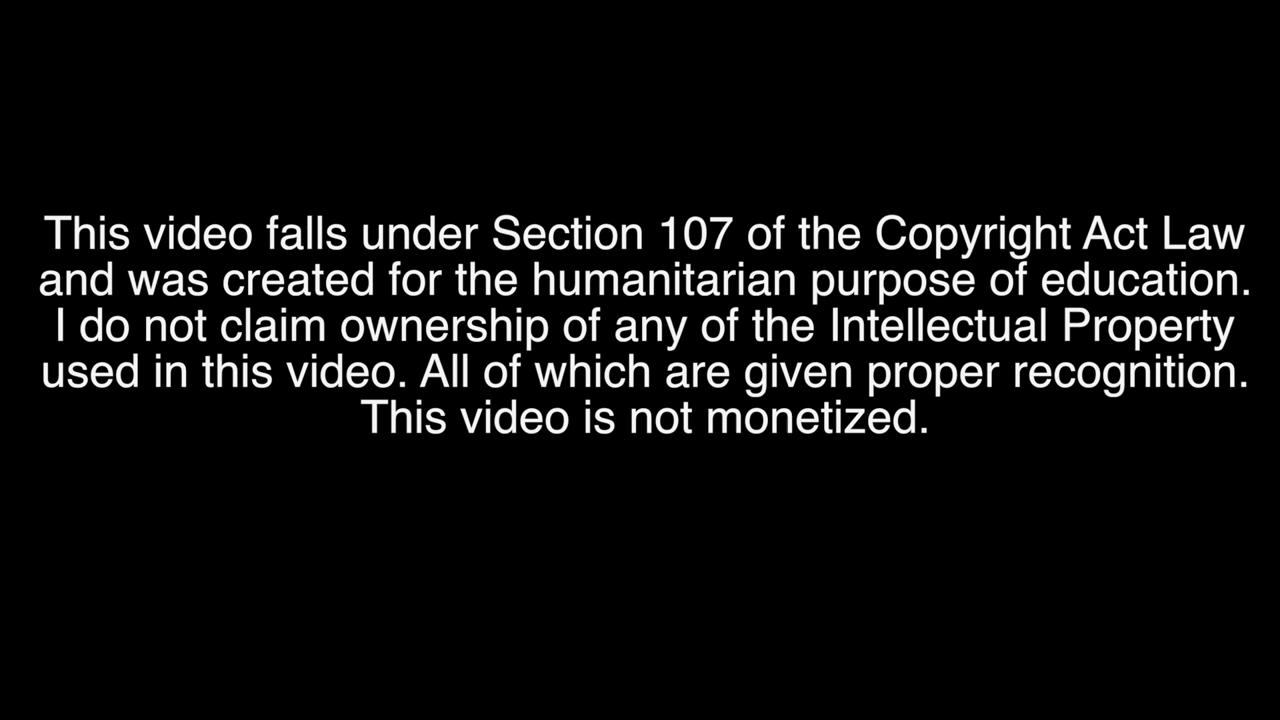 This video falls under Section 107 of the Copyright Act Law
and was created for the humanitarian purpose of education.
I do not claim ownership of any of the Intellectual Property
used in this video. All of which are given proper recognition.
This video is not monetized.